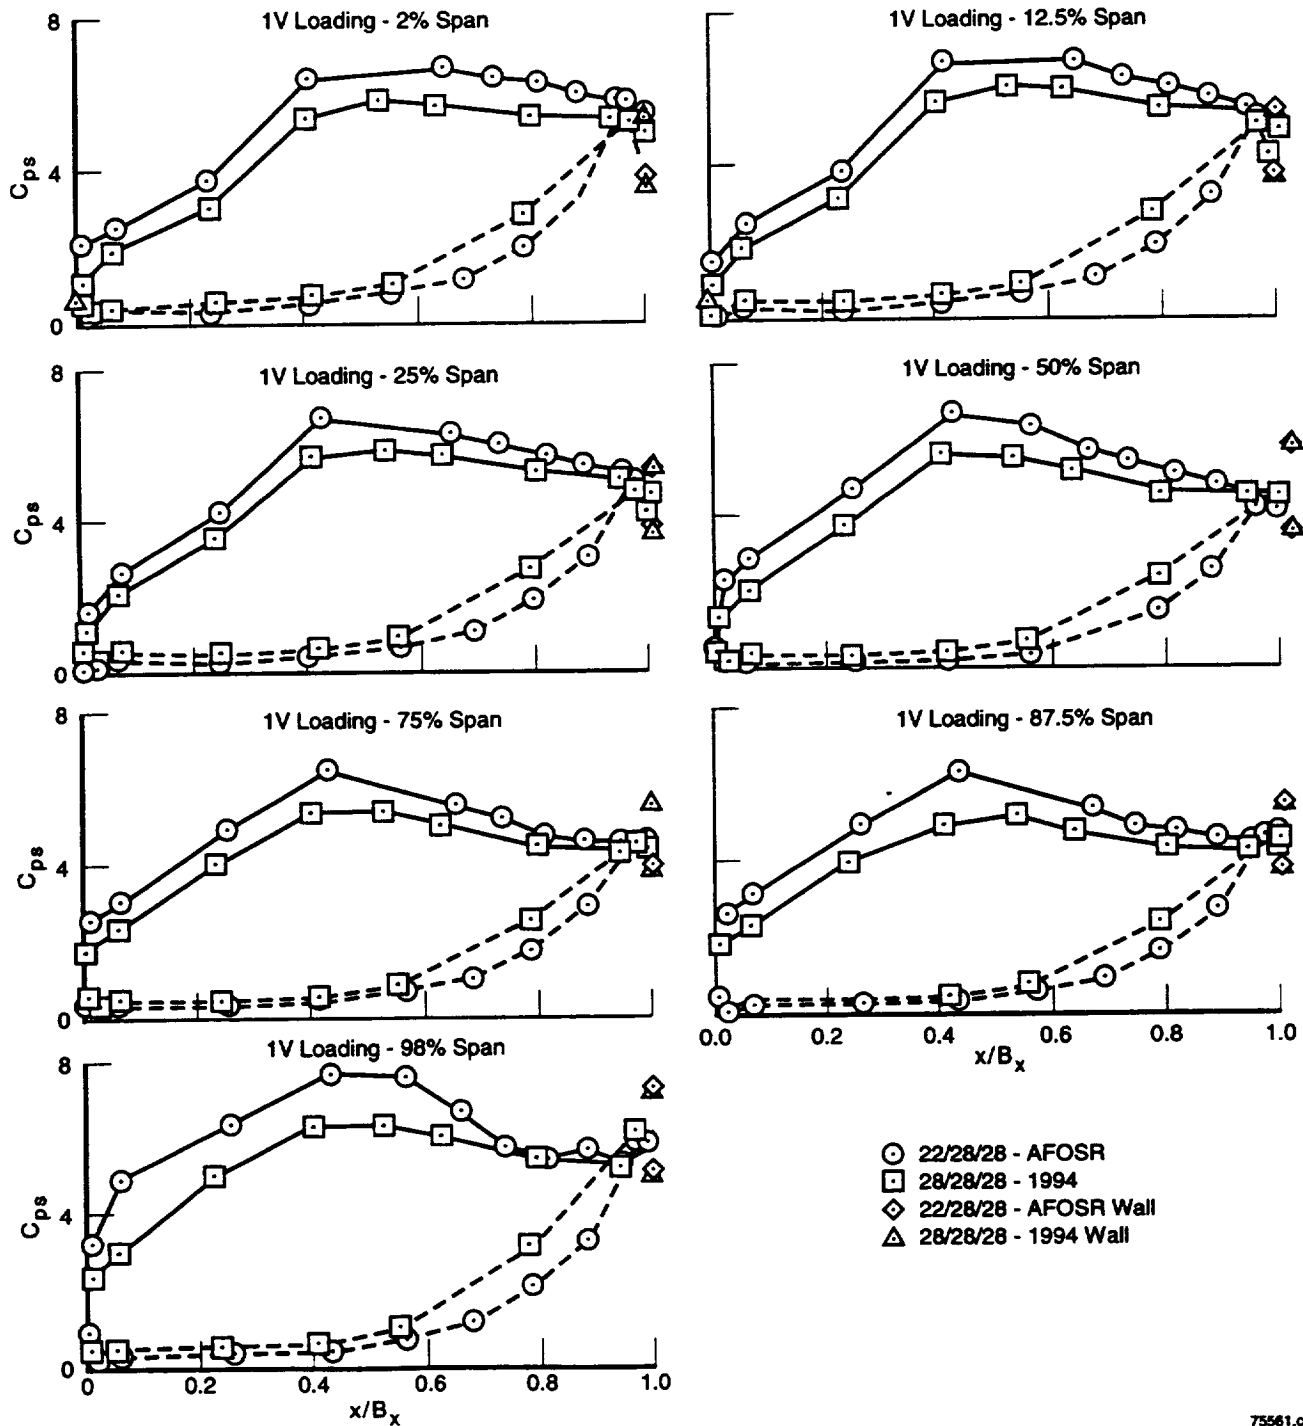 1V Loading - 2% Span
8
4
0
C_ps
1V Loading - 12.5% Span
1V Loading - 25% Span
8
4
0
C_ps
1V Loading - 50% Span
1V Loading - 75% Span
8
4
0
C_ps
1V Loading - 87.5% Span
0.0 0.2 0.4 0.6 0.8 1.0
x/B_x
1V Loading - 98% Span
8
4
0
C_ps
0 0.2 0.4 0.6 0.8 1.0
x/B_x
22/28/28 - AFOSR
28/28/28 - 1994
22/28/28 - AFOSR Wall
28/28/28 - 1994 Wall